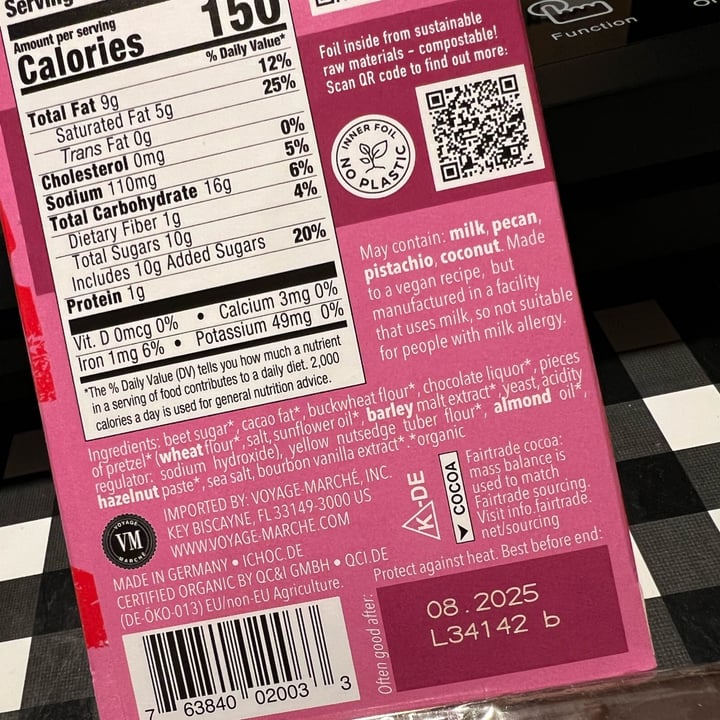 Serving
Amount per serving
Calories 150
% Daily Value*
Total Fat 9g 12%
Saturated Fat 5g 25%
Trans Fat 0g
Cholesterol 0mg 0%
Sodium 110mg 5%
Total Carbohydrate 16g 6%
Dietary Fiber 1g 4%
Total Sugars 10g
Includes 10g Added Sugars 20%
Protein 1g
Vit. D 0mcg 0% • Calcium 3mg 0%
Iron 1mg 6% • Potassium 49mg 0%
*The % Daily Value (DV) tells you how much a nutrient
in a serving of food contributes to a daily diet. 2,000
calories a day is used for general nutrition advice.
Foil inside from sustainable
raw materials – compostable!
Scan QR code to find out more:
INNER FOIL
NO PLASTIC
May contain: milk, pecan,
pistachio, coconut. Made
to a vegan recipe, but
manufactured in a facility
that uses milk, so not suitable
for people with milk allergy.
Ingredients: beet sugar*, cacao fat*, buckwheat flour*, chocolate liquor*, pieces
of pretzel* (wheat flour*, salt, sunflower oil*, barley malt extract*, yeast, acidity
regulator: sodium hydroxide), yellow nutsedge tuber flour*, almond oil*,
hazelnut paste*, sea salt, bourbon vanilla extract*. *organic
VOYAGE
VM
MARCHÉ
IMPORTED BY: VOYAGE-MARCHÉ, INC.
KEY BISCAYNE, FL 33149-3000 US
WWW.VOYAGE-MARCHE.COM
MADE IN GERMANY • ICHOC.DE
CERTIFIED ORGANIC BY QC&I GMBH • QCI.DE
(DE-ÖKO-013) EU/non-EU Agriculture.
K-DE
COCOA
Fairtrade cocoa:
mass balance is
used to match
Fairtrade sourcing.
Visit info.fairtrade.
net/sourcing
Protect against heat. Best before end:
Often good after:
08.2025
L34142 b
7 63840 02003 3
Function